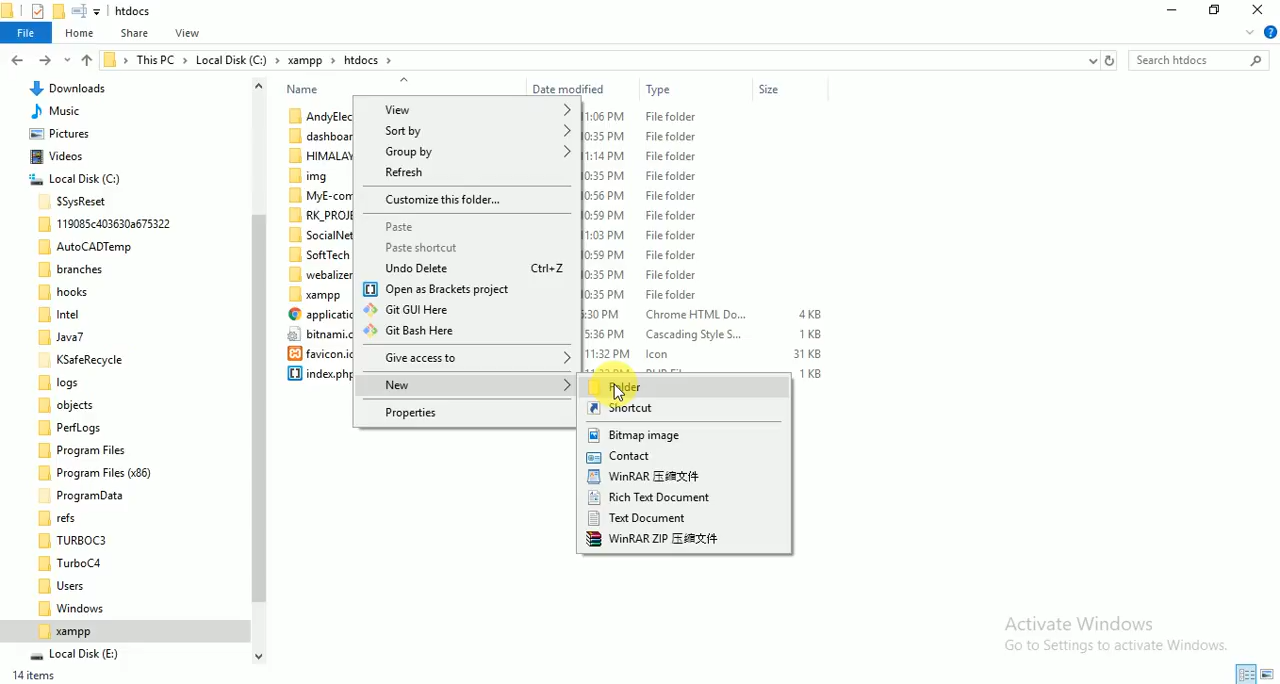 htdocs
File Home Share View
This PC Local Disk (C:) xampp htdocs Search htdocs
Name Date modified Type Size
Downloads
Music
Pictures
Videos
Local Disk (C:)
$SysReset
119085c403630a675322
AutoCADTemp
branches
hooks
Intel
Java7
KSafeRecycle
logs
objects
PerfLogs
Program Files
Program Files (x86)
ProgramData
refs
TURBOC3
TurboC4
Users
Windows
xampp
Local Disk (E:)
AndyElec 1:06 PM File folder
dashboar 0:35 PM File folder
HIMALAY 1:14 PM File folder
img 0:35 PM File folder
MyE-com 0:56 PM File folder
RK_PROJE 0:59 PM File folder
SocialNet 1:03 PM File folder
SoftTech 0:59 PM File folder
webalizer 0:35 PM File folder
xampp 0:35 PM File folder
applicatio :30 PM Chrome HTML Do... 4 KB
bitnami.c 5:36 PM Cascading Style S... 1 KB
favicon.ic 11:32 PM Icon 31 KB
index.php 1 KB
View
Sort by
Group by
Refresh
Customize this folder...
Paste
Paste shortcut
Undo Delete Ctrl+Z
Open as Brackets project
Git GUI Here
Git Bash Here
Give access to
New
Properties
Folder
Shortcut
Bitmap image
Contact
WinRAR 压缩文件
Rich Text Document
Text Document
WinRAR ZIP 压缩文件
Activate Windows
Go to Settings to activate Windows.
14 items